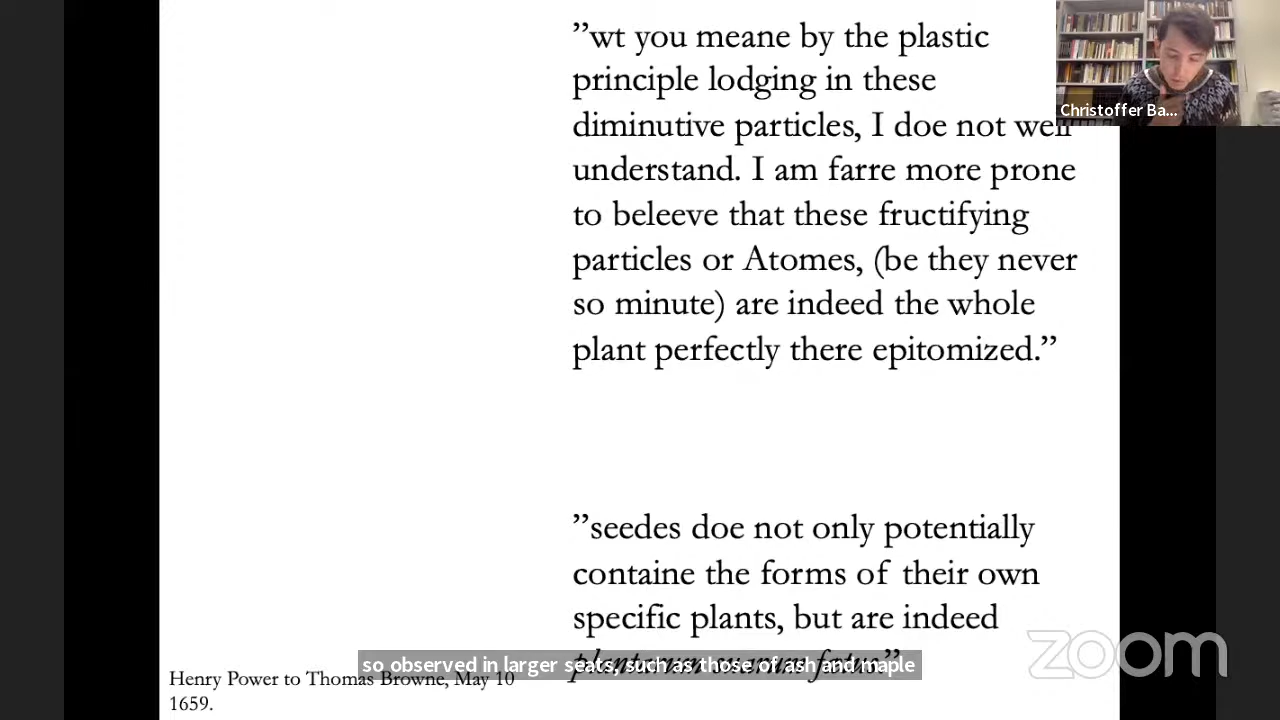 ”wt you meane by the plastic
principle lodging in these
diminutive particles, I doe not well
understand. I am farre more prone
to beleeve that these fructifying
particles or Atomes, (be they never
so minute) are indeed the whole
plant perfectly there epitomized.”
Christoffer Ba...
”seedes doe not only potentially
containe the forms of their own
specific plants, but are indeed
so observed in larger seats, such as those of ash and maple
Henry Power to Thomas Browne, May 10
1659.
zoom